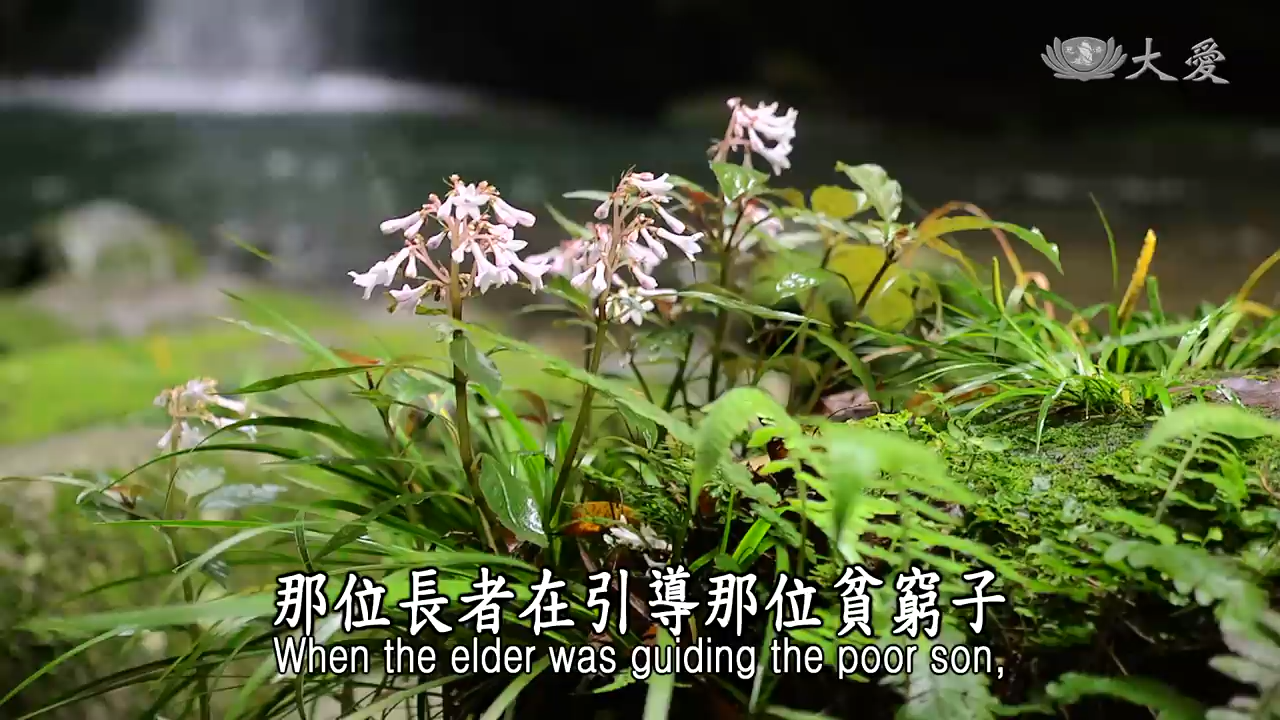 大愛
那位長者在引導那位貧窮子
When the elder was guiding the poor son,